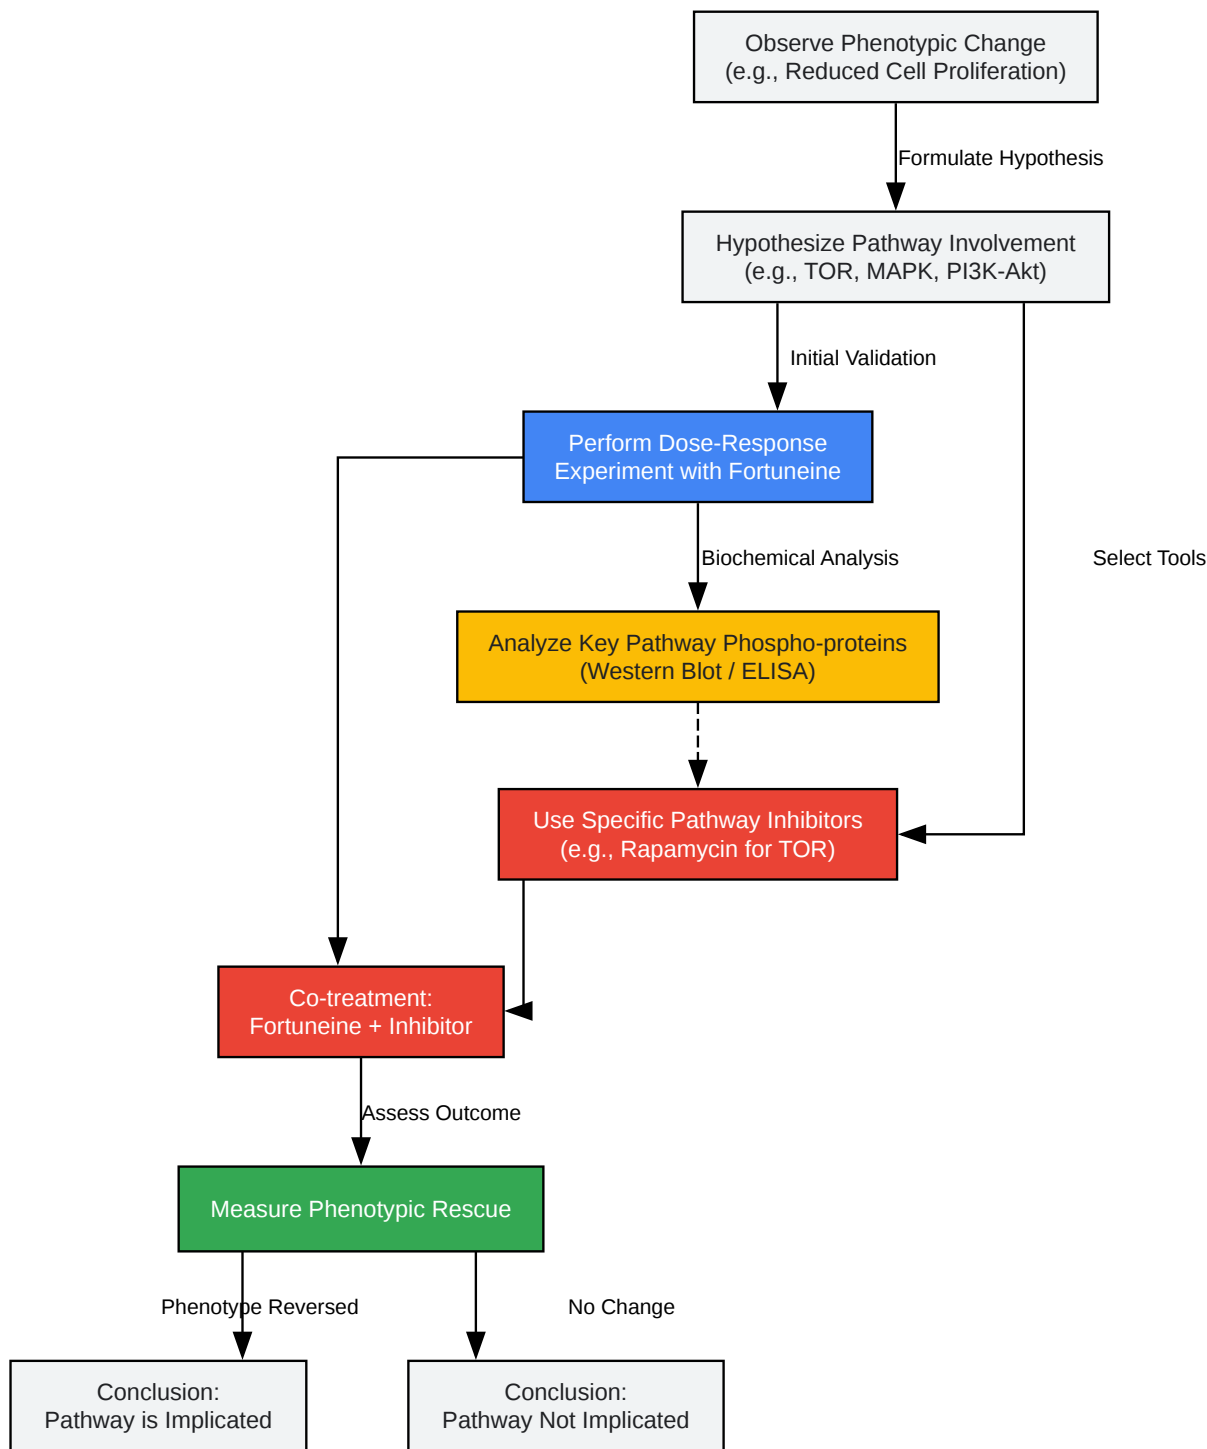 Observe Phenotypic Change
(e.g., Reduced Cell Proliferation)
Formulate Hypothesis
Hypothesize Pathway Involvement
(e.g., TOR, MAPK, PI3K-Akt)
Initial Validation
Perform Dose-Response
Experiment with Fortuneine
Biochemical Analysis
Select Tools
Analyze Key Pathway Phospho-proteins
(Western Blot / ELISA)
Use Specific Pathway Inhibitors
(e.g., Rapamycin for TOR)
Co-treatment:
Fortuneine + Inhibitor
Assess Outcome
Measure Phenotypic Rescue
Phenotype Reversed
No Change
Conclusion:
Pathway is Implicated
Conclusion:
Pathway Not Implicated